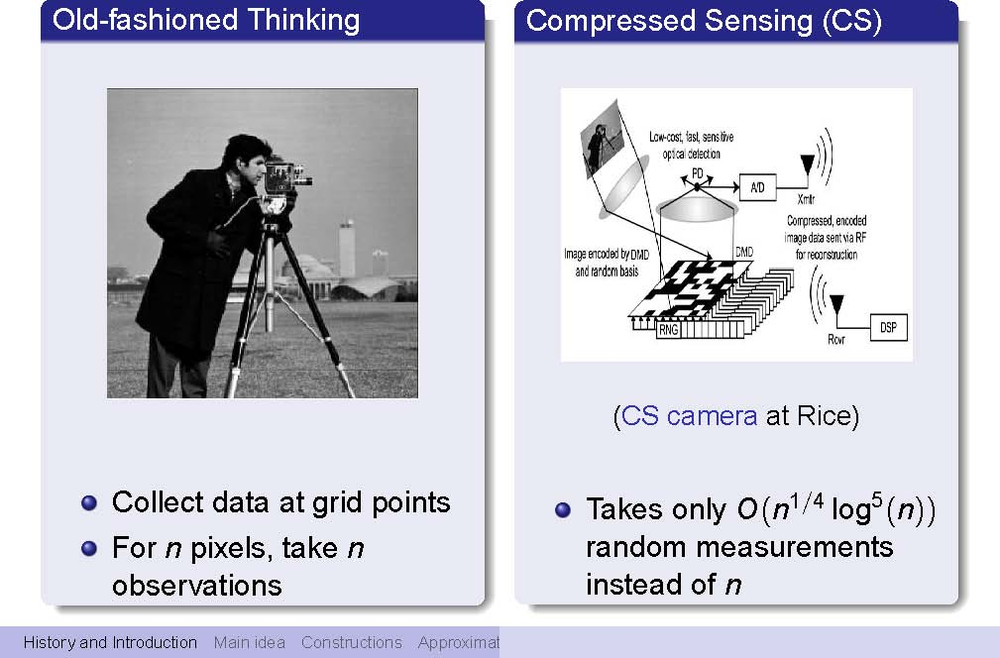 Old-fashioned Thinking
Collect data at grid points
For n pixels, take n
observations
Compressed Sensing (CS)
Low-cost, fast, sensitive
optical detection
PD
A/D
Xmtr
Compressed, encoded
image data sent via RF
for reconstruction
Image encoded by DMD
and random basis
DMD
RNG
Rcvr
DSP
(CS camera at Rice)
Takes only O(n^1/4 log^5(n))
random measurements
instead of n
History and Introduction Main idea Constructions Approximat